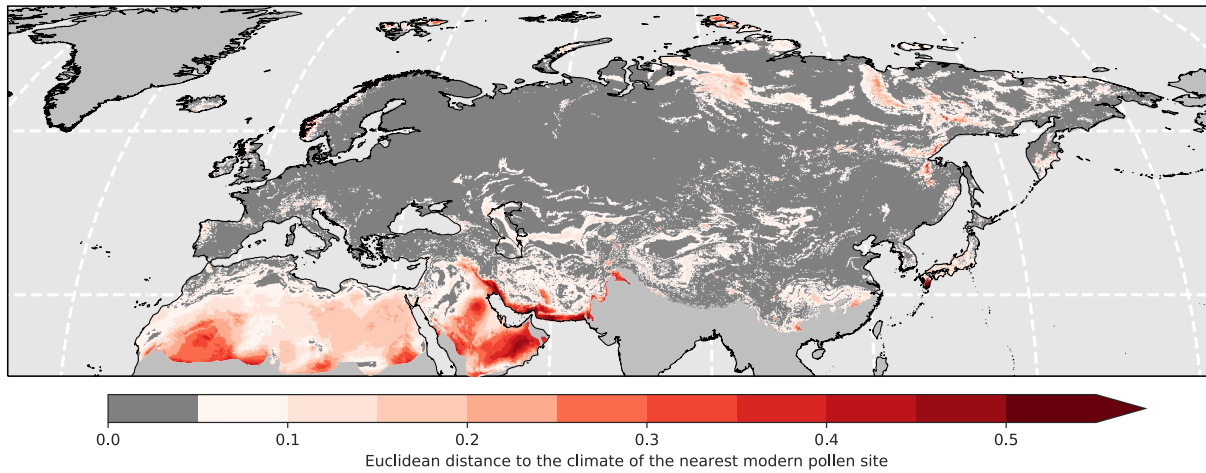 0.0 0.1 0.2 0.3 0.4 0.5
Euclidean distance to the climate of the nearest modern pollen site